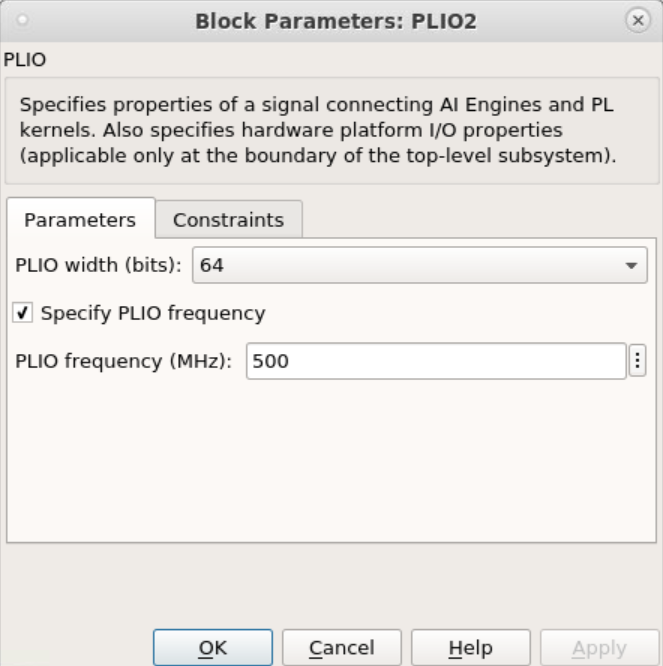 Block Parameters: PLIO2
PLIO
Specifies properties of a signal connecting AI Engines and PL
kernels. Also specifies hardware platform I/O properties
(applicable only at the boundary of the top-level subsystem).
Parameters Constraints
PLIO width (bits): 64
Specify PLIO frequency
PLIO frequency (MHz): 500
OK Cancel Help Apply